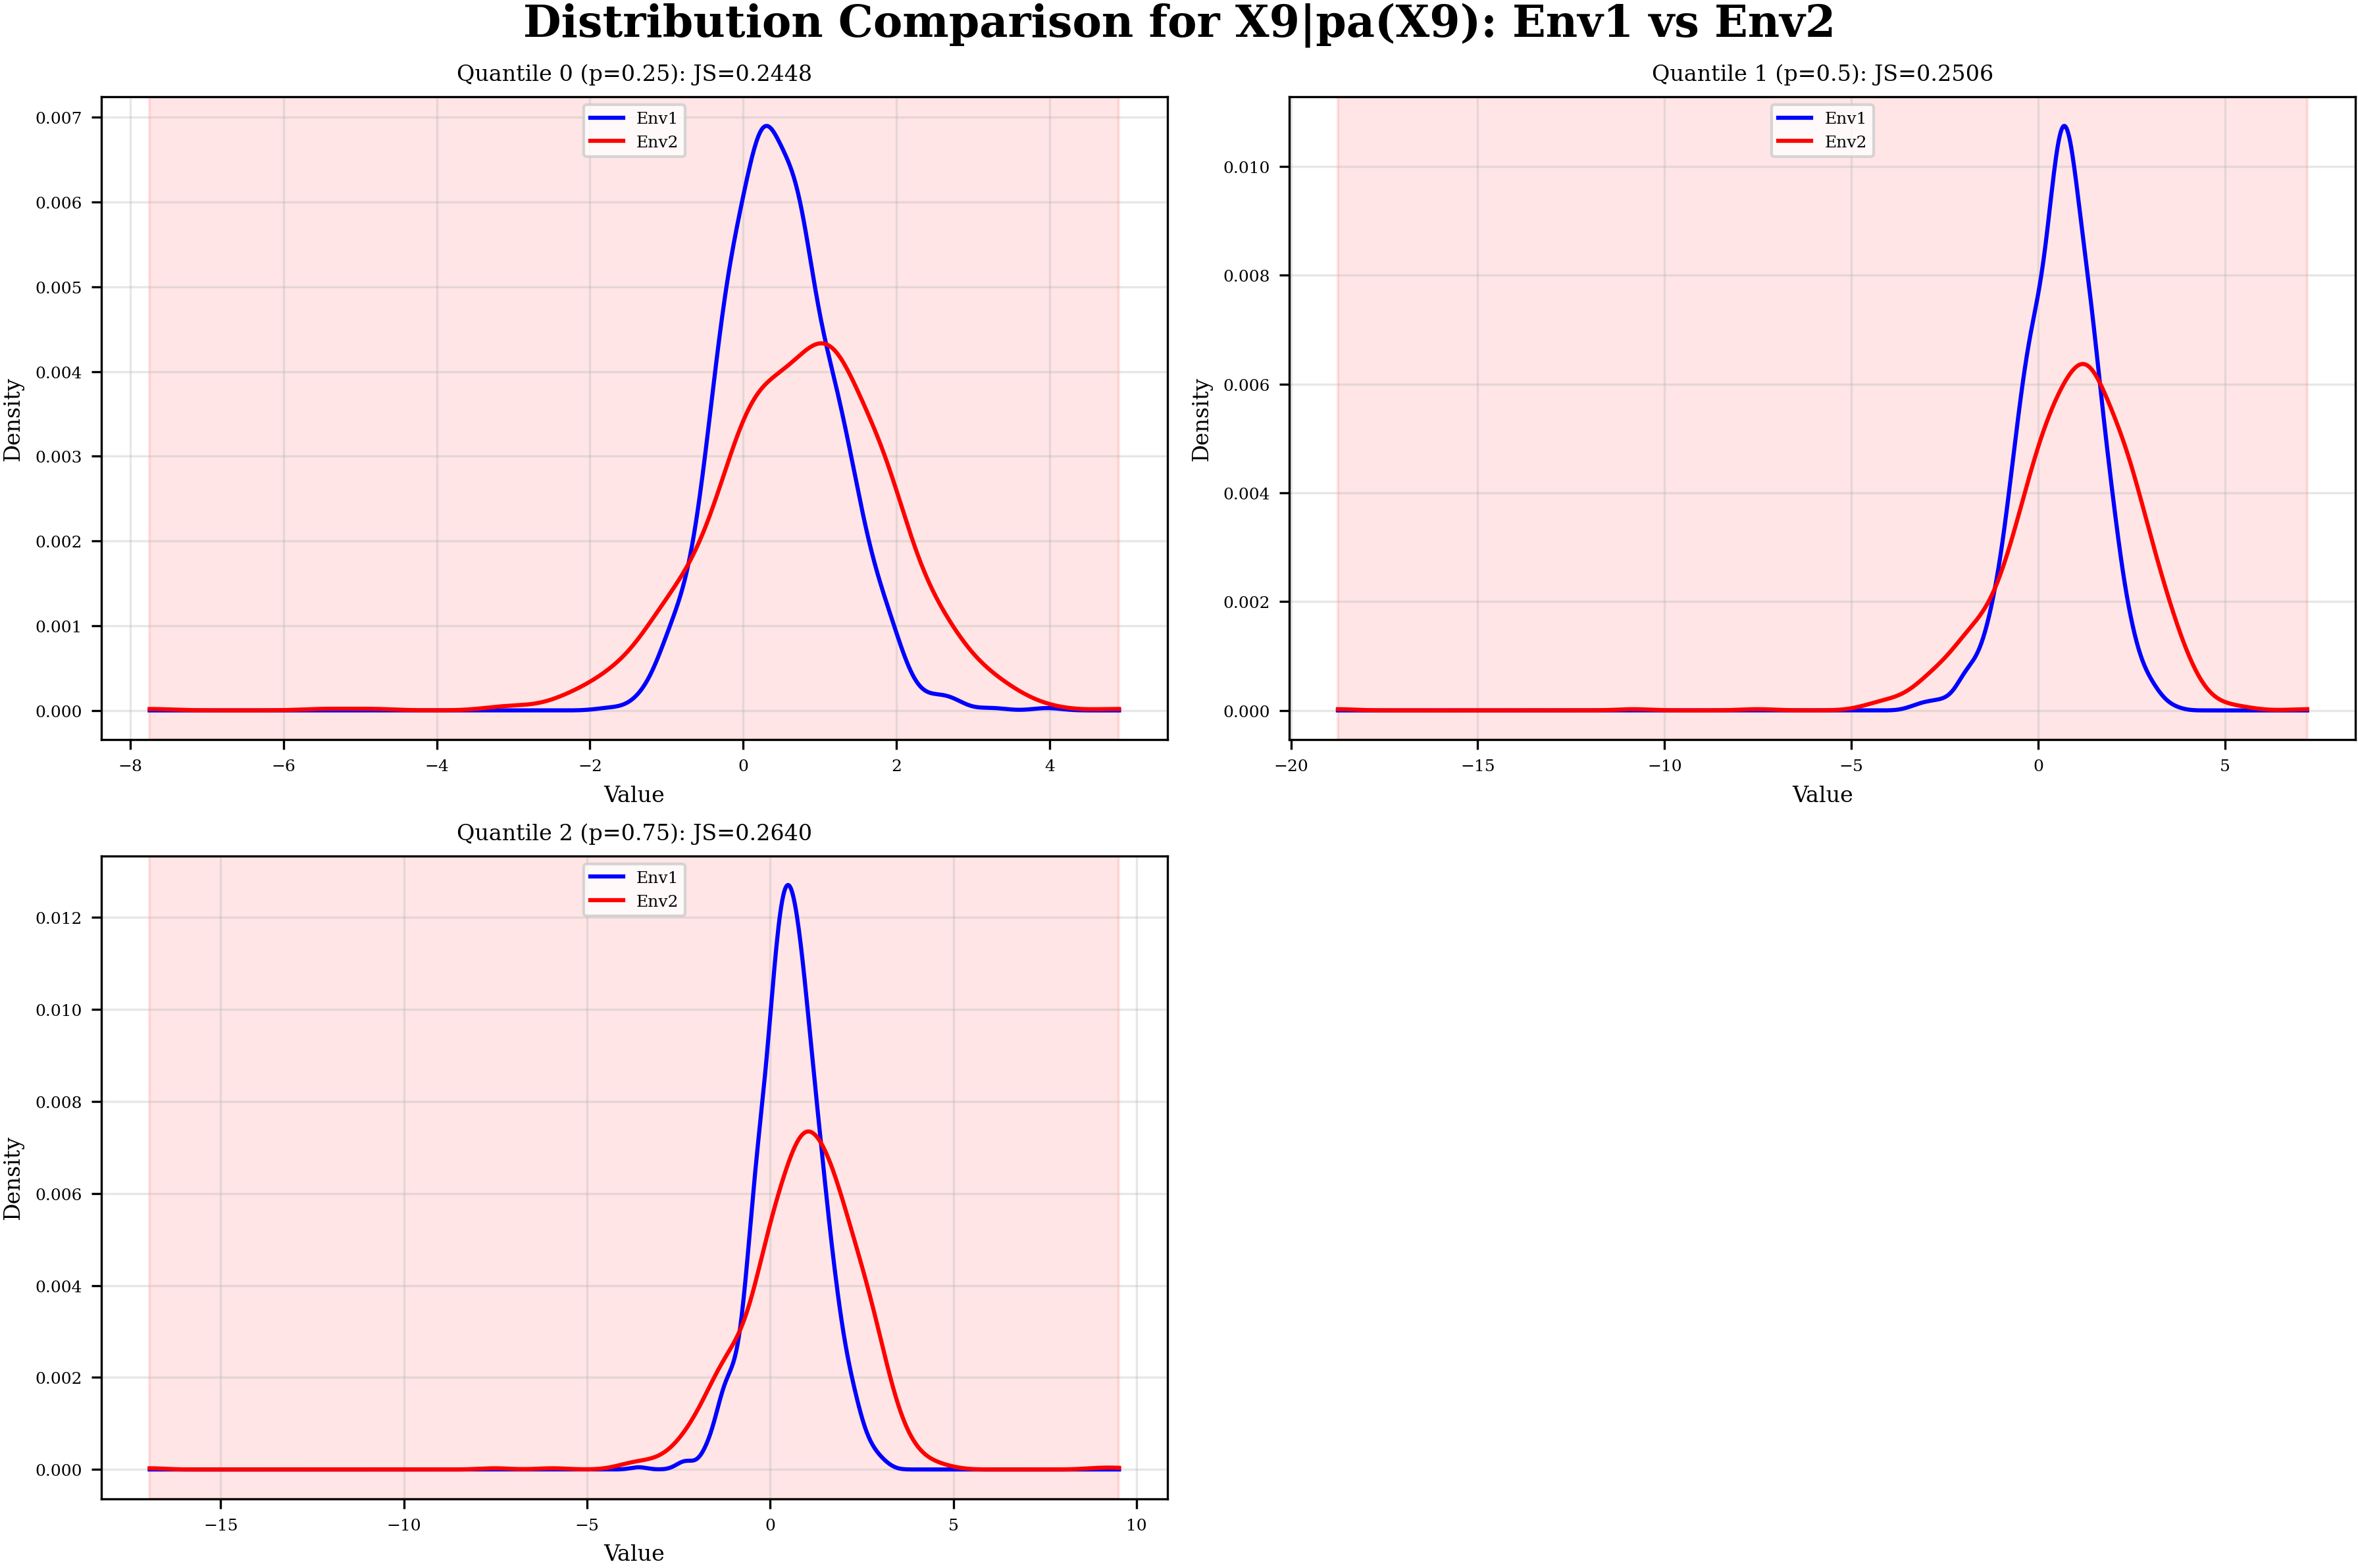 Distribution Comparison for X9|pa(X9): Env1 vs Env2
Quantile 0 (p=0.25): JS=0.2448
Env1
Env2
Density
0.007
0.006
0.005
0.004
0.003
0.002
0.001
0.000
−8
−6
−4
−2
0
2
4
Value
Quantile 1 (p=0.5): JS=0.2506
Env1
Env2
Density
0.010
0.008
0.006
0.004
0.002
0.000
−20
−15
−10
−5
0
5
Value
Quantile 2 (p=0.75): JS=0.2640
Env1
Env2
Density
0.012
0.010
0.008
0.006
0.004
0.002
0.000
−15
−10
−5
0
5
10
Value